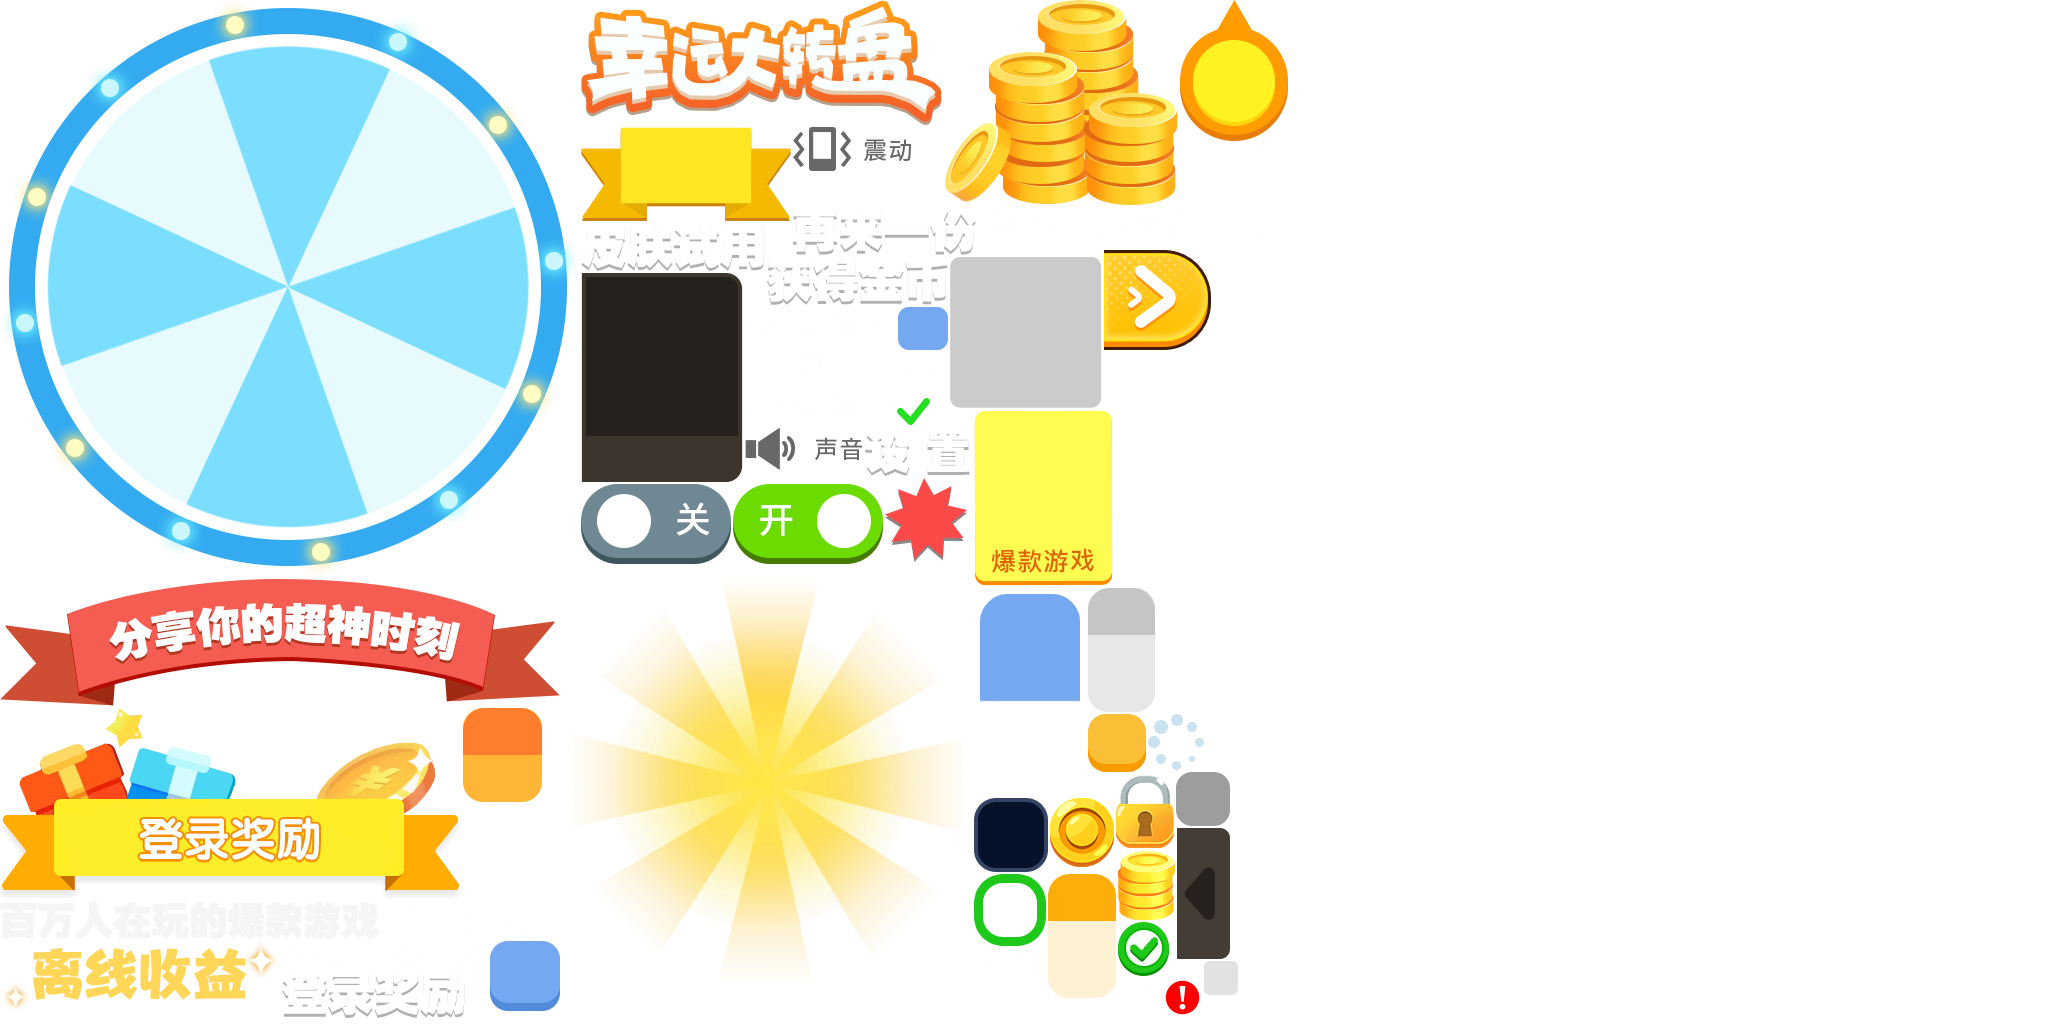 幸运大转盘
震动
皮肤试用
再来一份
获得金币
声音
设置
关
开
爆款游戏
分享你的超神时刻
登录奖励
百万人在玩的爆款游戏
离线收益
登录奖励